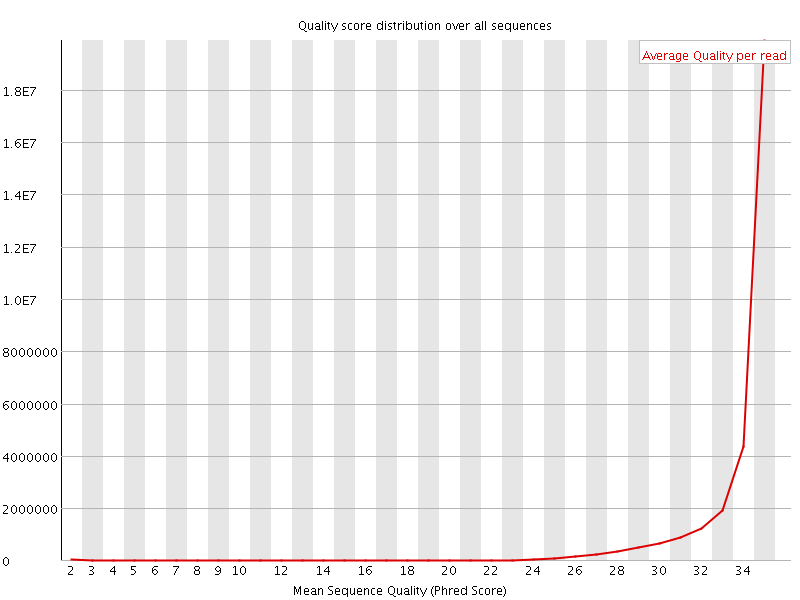 Quality score distribution over all sequences
Average Quality per read
1.8E7
1.6E7
1.4E7
1.2E7
1.0E7
8000000
6000000
4000000
2000000
0
2 3 4 5 6 7 8 9 10 12 14 16 18 20 22 24 26 28 30 32 34
Mean Sequence Quality (Phred Score)